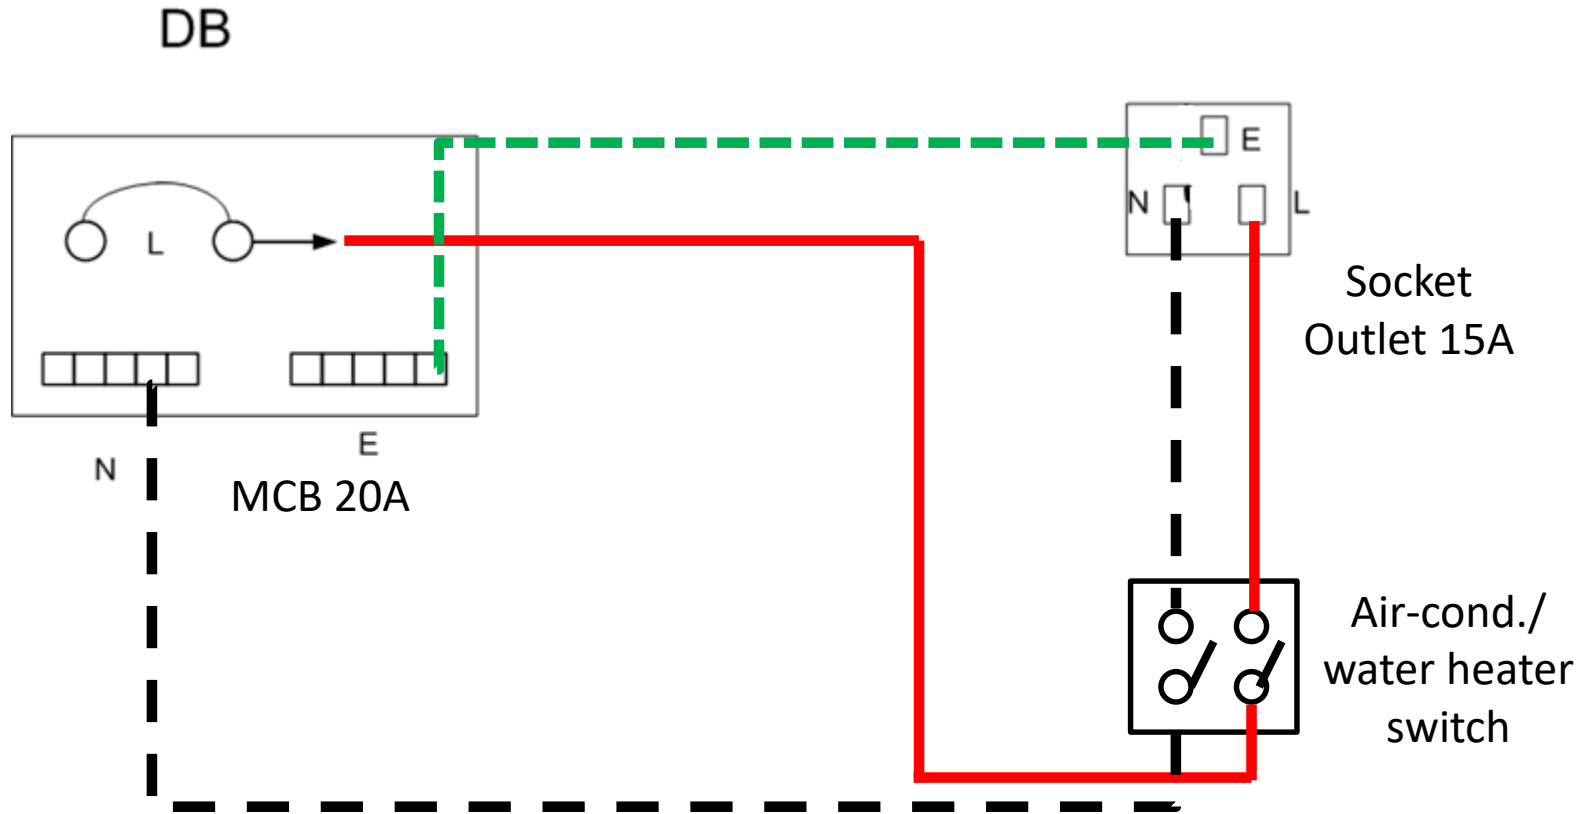 DB
E
N
L
L
Socket
Outlet 15A
E
N
MCB 20A
Air-cond./
water heater
switch